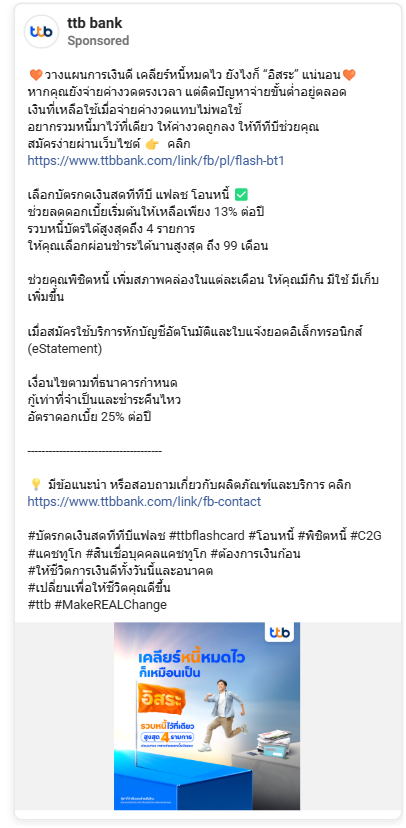 ttb
ttb bank
Sponsored
🧡วางแผนการเงินดี เคลียร์หนี้หมดไว ยังไงก็ “อิสระ” แน่นอน🧡
หากคุณยังจ่ายค่างวดตรงเวลา แต่ติดปัญหาจ่ายขั้นต่ำอยู่ตลอด
เงินที่เหลือใช้เมื่อจ่ายค่างวดแทบไม่พอใช้
อยากรวมหนี้มาไว้ที่เดียว ให้ค่างวดถูกลง ให้ทีทีบีช่วยคุณ
สมัครง่ายผ่านเว็บไซต์ 👉 คลิก
https://www.ttbbank.com/link/fb/pl/flash-bt1
เลือกบัตรกดเงินสดทีทีบี แฟลช โอนหนี้ ✅
ช่วยลดดอกเบี้ยเริ่มต้นให้เหลือเพียง 13% ต่อปี
รวบหนี้บัตรได้สูงสุดถึง 4 รายการ
ให้คุณเลือกผ่อนชำระได้นานสูงสุด ถึง 99 เดือน
ช่วยคุณพิชิตหนี้ เพิ่มสภาพคล่องในแต่ละเดือน ให้คุณมีกิน มีใช้ มีเก็บ
เพิ่มขึ้น
เมื่อสมัครใช้บริการหักบัญชีอัตโนมัติและใบแจ้งยอดอิเล็กทรอนิกส์
(eStatement)
เงื่อนไขตามที่ธนาคารกำหนด
กู้เท่าที่จำเป็นและชำระคืนไหว
อัตราดอกเบี้ย 25% ต่อปี
--------------------------------------
💡 มีข้อแนะนำ หรือสอบถามเกี่ยวกับผลิตภัณฑ์และบริการ คลิก
https://www.ttbbank.com/link/fb-contact
#บัตรกดเงินสดทีทีบีแฟลช #ttbflashcard #โอนหนี้ #พิชิตหนี้ #C2G
#แคชทูโก #สินเชื่อบุคคลแคชทูโก #ต้องการเงินก้อน
#ให้ชีวิตการเงินดีทั้งวันนี้และอนาคต
#เปลี่ยนเพื่อให้ชีวิตคุณดีขึ้น
#ttb #MakeRealChange
ttb
เคลียร์หนี้หมดไว
ก็เหมือนเป็น
อิสระ
รวบหนี้ไว้ที่เดียว
สูงสุด 4 รายการ